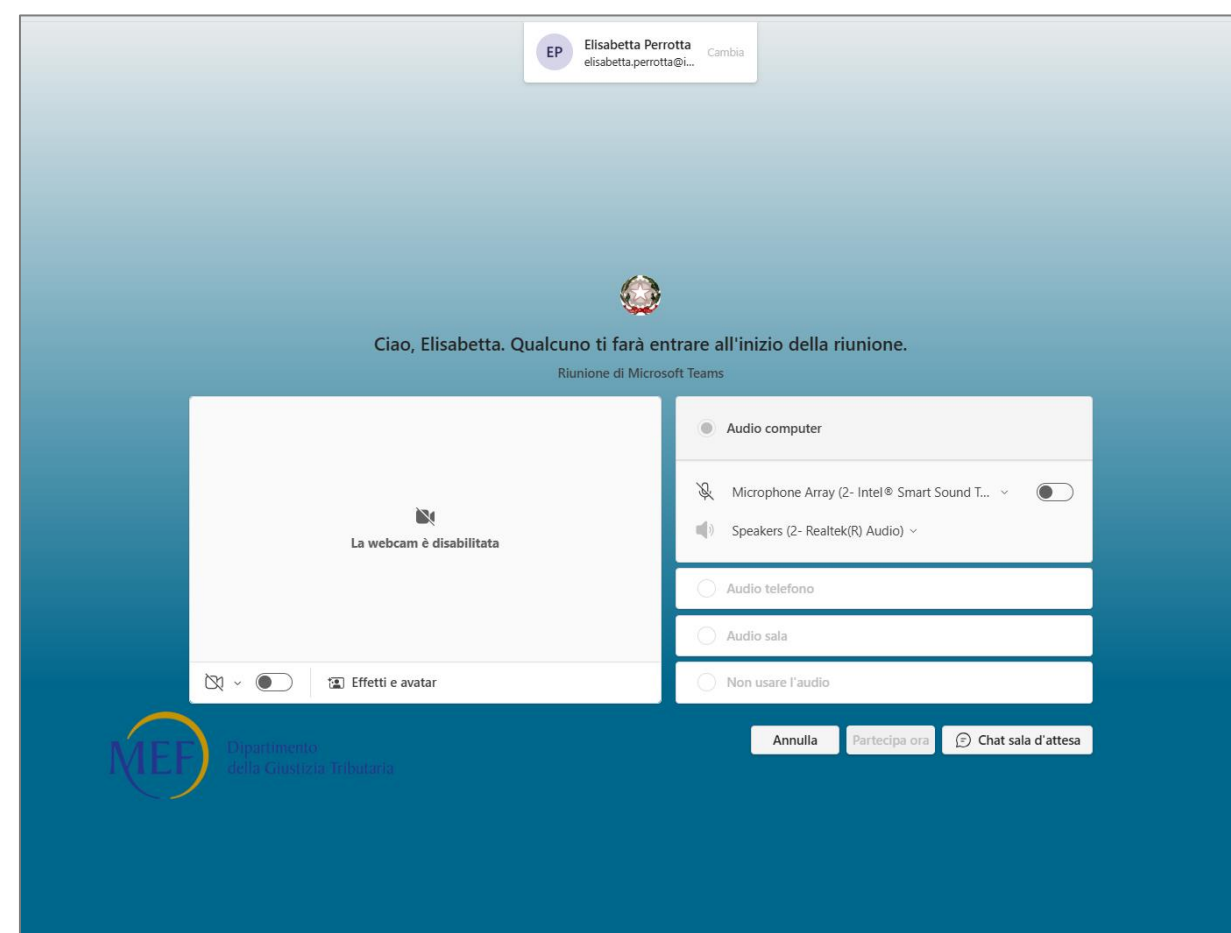 EP
Elisabetta Perrotta
elisabetta.perrotta@i...
Cambia
Ciao, Elisabetta. Qualcuno ti farà entrare all'inizio della riunione.
Riunione di Microsoft Teams
La webcam è disabilitata
Effetti e avatar
Audio computer
Microphone Array (2- Intel® Smart Sound T...
Speakers (2- Realtek(R) Audio)
Audio telefono
Audio sala
Non usare l'audio
Annulla
Partecipa ora
Chat sala d'attesa
MEF
Dipartimento
della Giustizia Tributaria